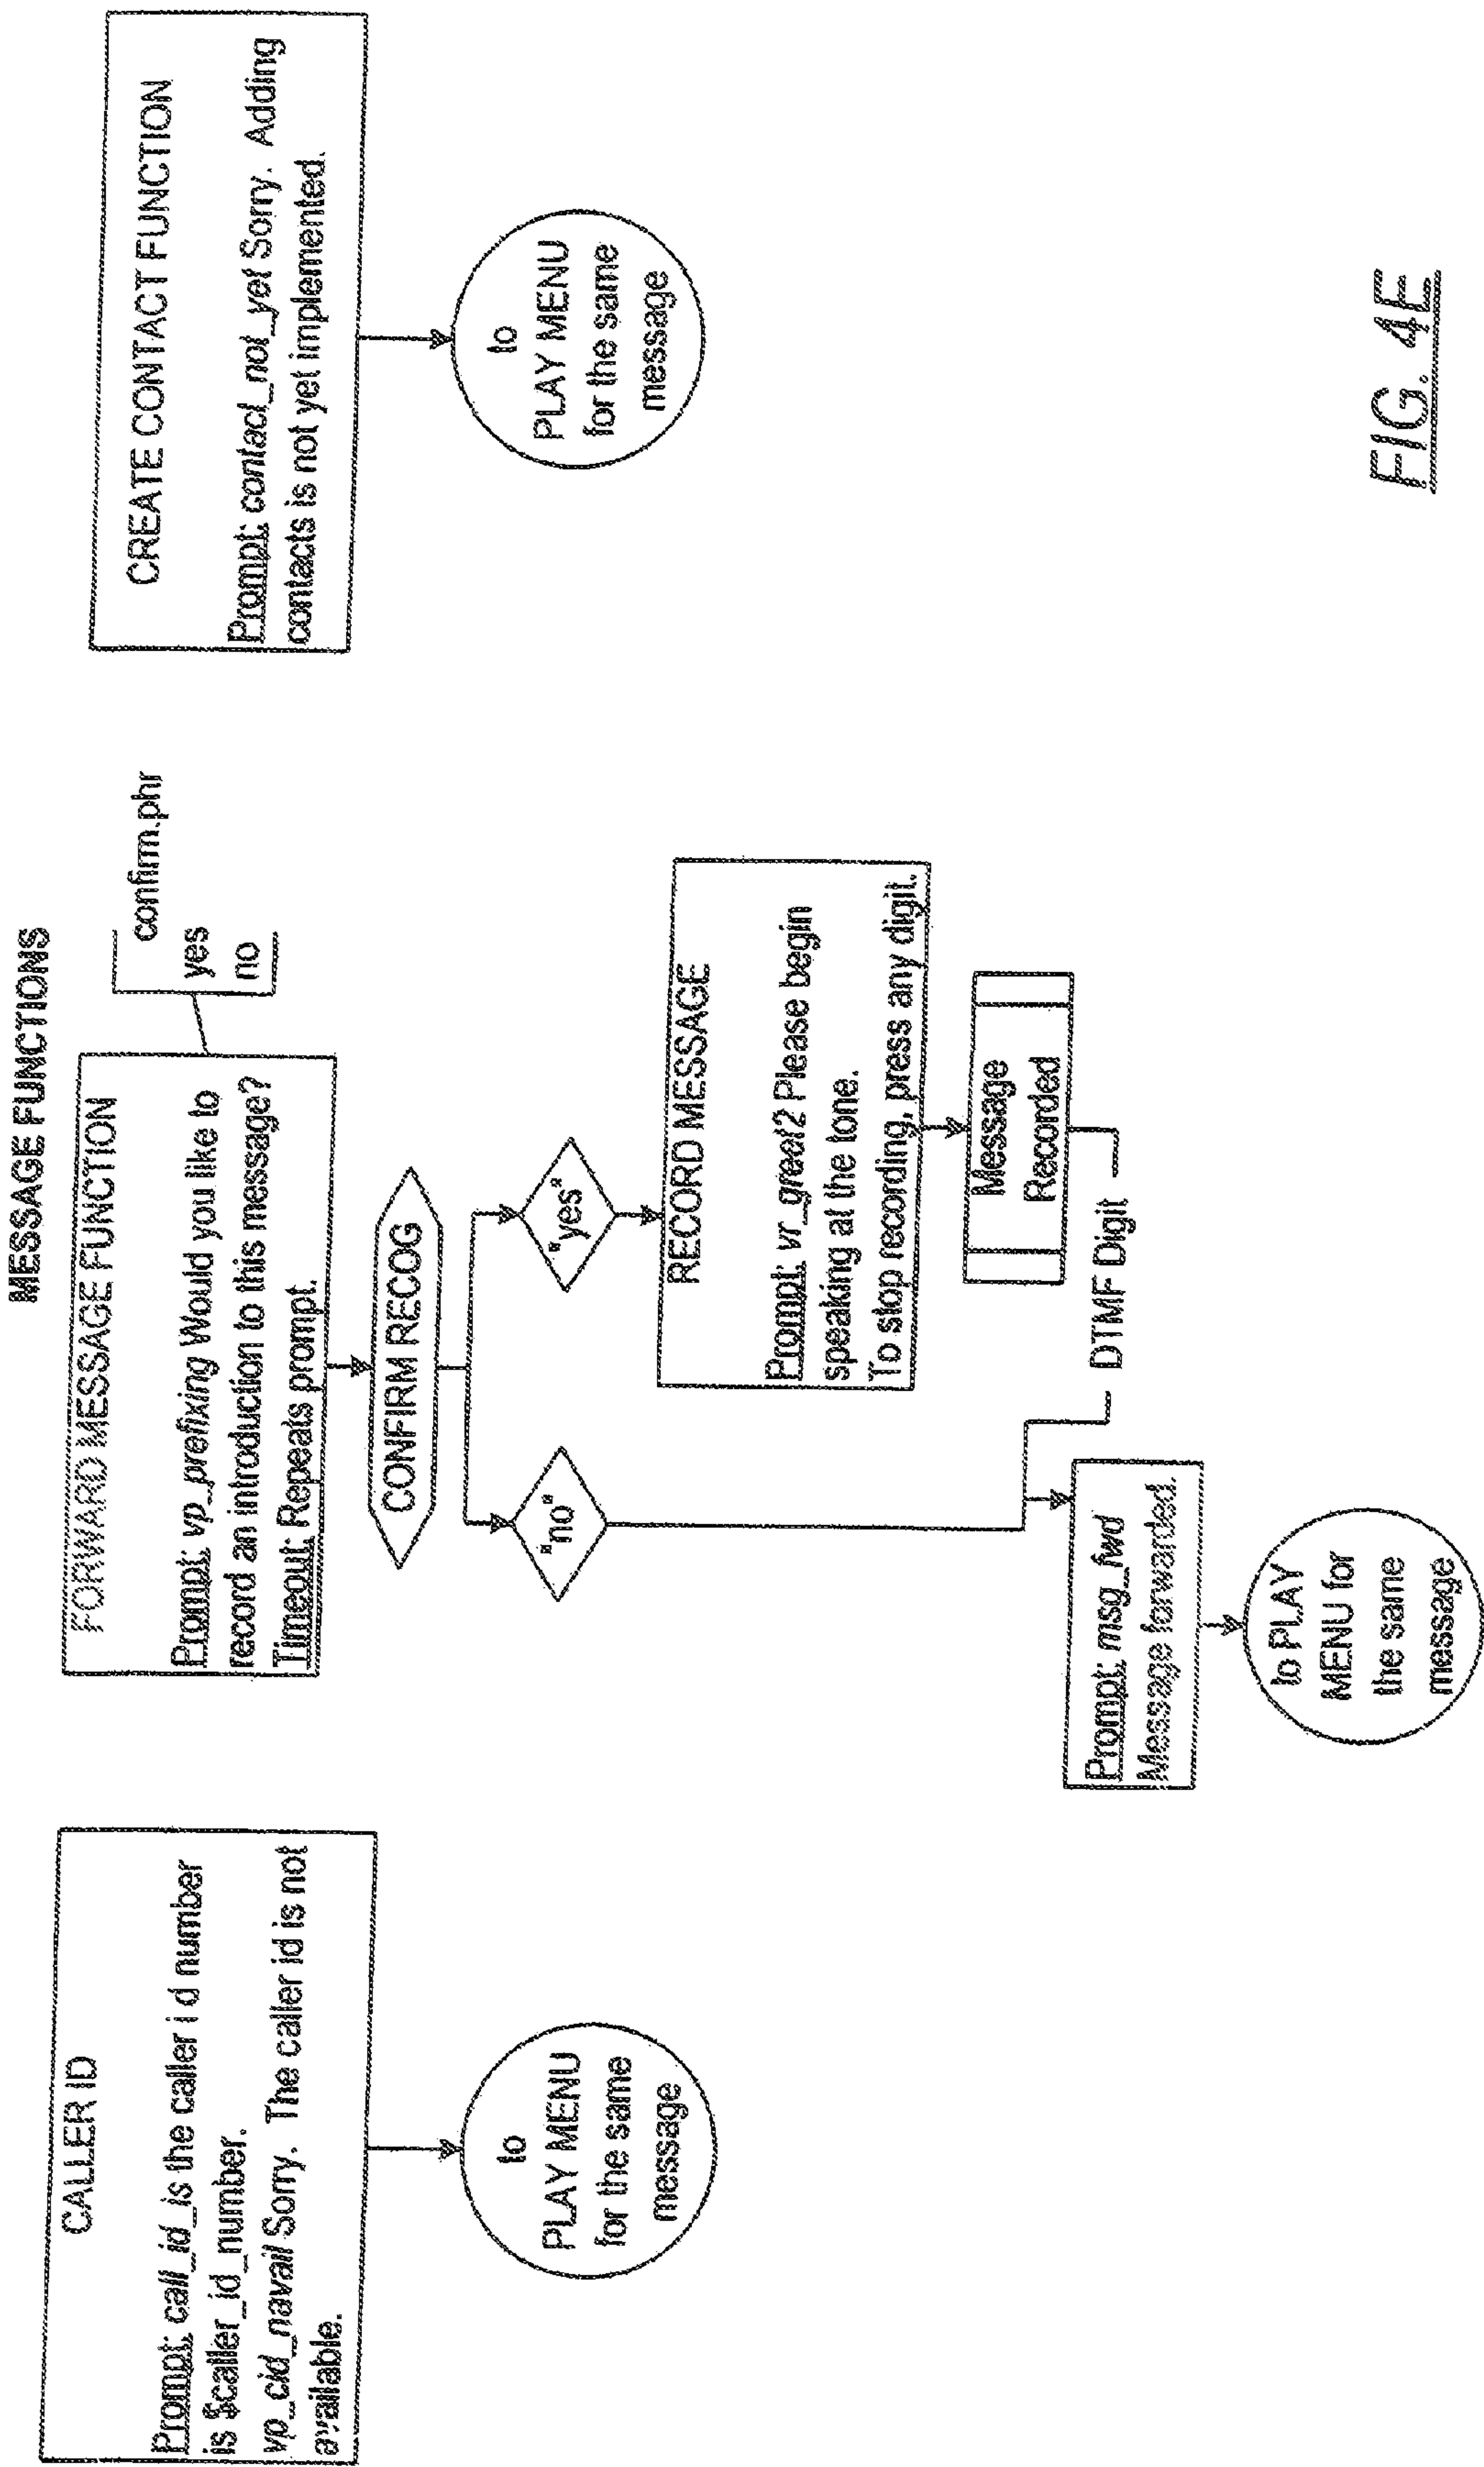 MESSAGE FUNCTIONS
CALLER ID
Prompt: call_id_is the caller i d number
is $caller_id_number.
vp_cid_navail Sorry. The caller id is not
available.
to
PLAY MENU
for the same
message
FORWARD MESSAGE FUNCTION
Prompt: vp_prefixing Would you like to
record an introduction to this message?
Timeout: Repeats prompt.
confirm.phr
yes
no
CONFIRM RECOG
"no"
"yes"
RECORD MESSAGE
Prompt: vr_greet2 Please begin
speaking at the tone.
To stop recording, press any digit.
Message
Recorded
DTMF Digit
Prompt: msg_fwd
Message forwarded.
to PLAY
MENU for
the same
message
CREATE CONTACT FUNCTION
Prompt: contact_not_yet Sorry. Adding
contacts is not yet implemented.
to
PLAY MENU
for the same
message
FIG. 4E